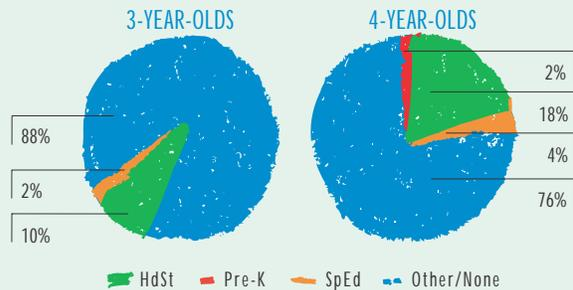 3-YEAR-OLDS
88%
2%
10%
4-YEAR-OLDS
2%
18%
4%
76%
HdSt Pre-K SpEd Other/None